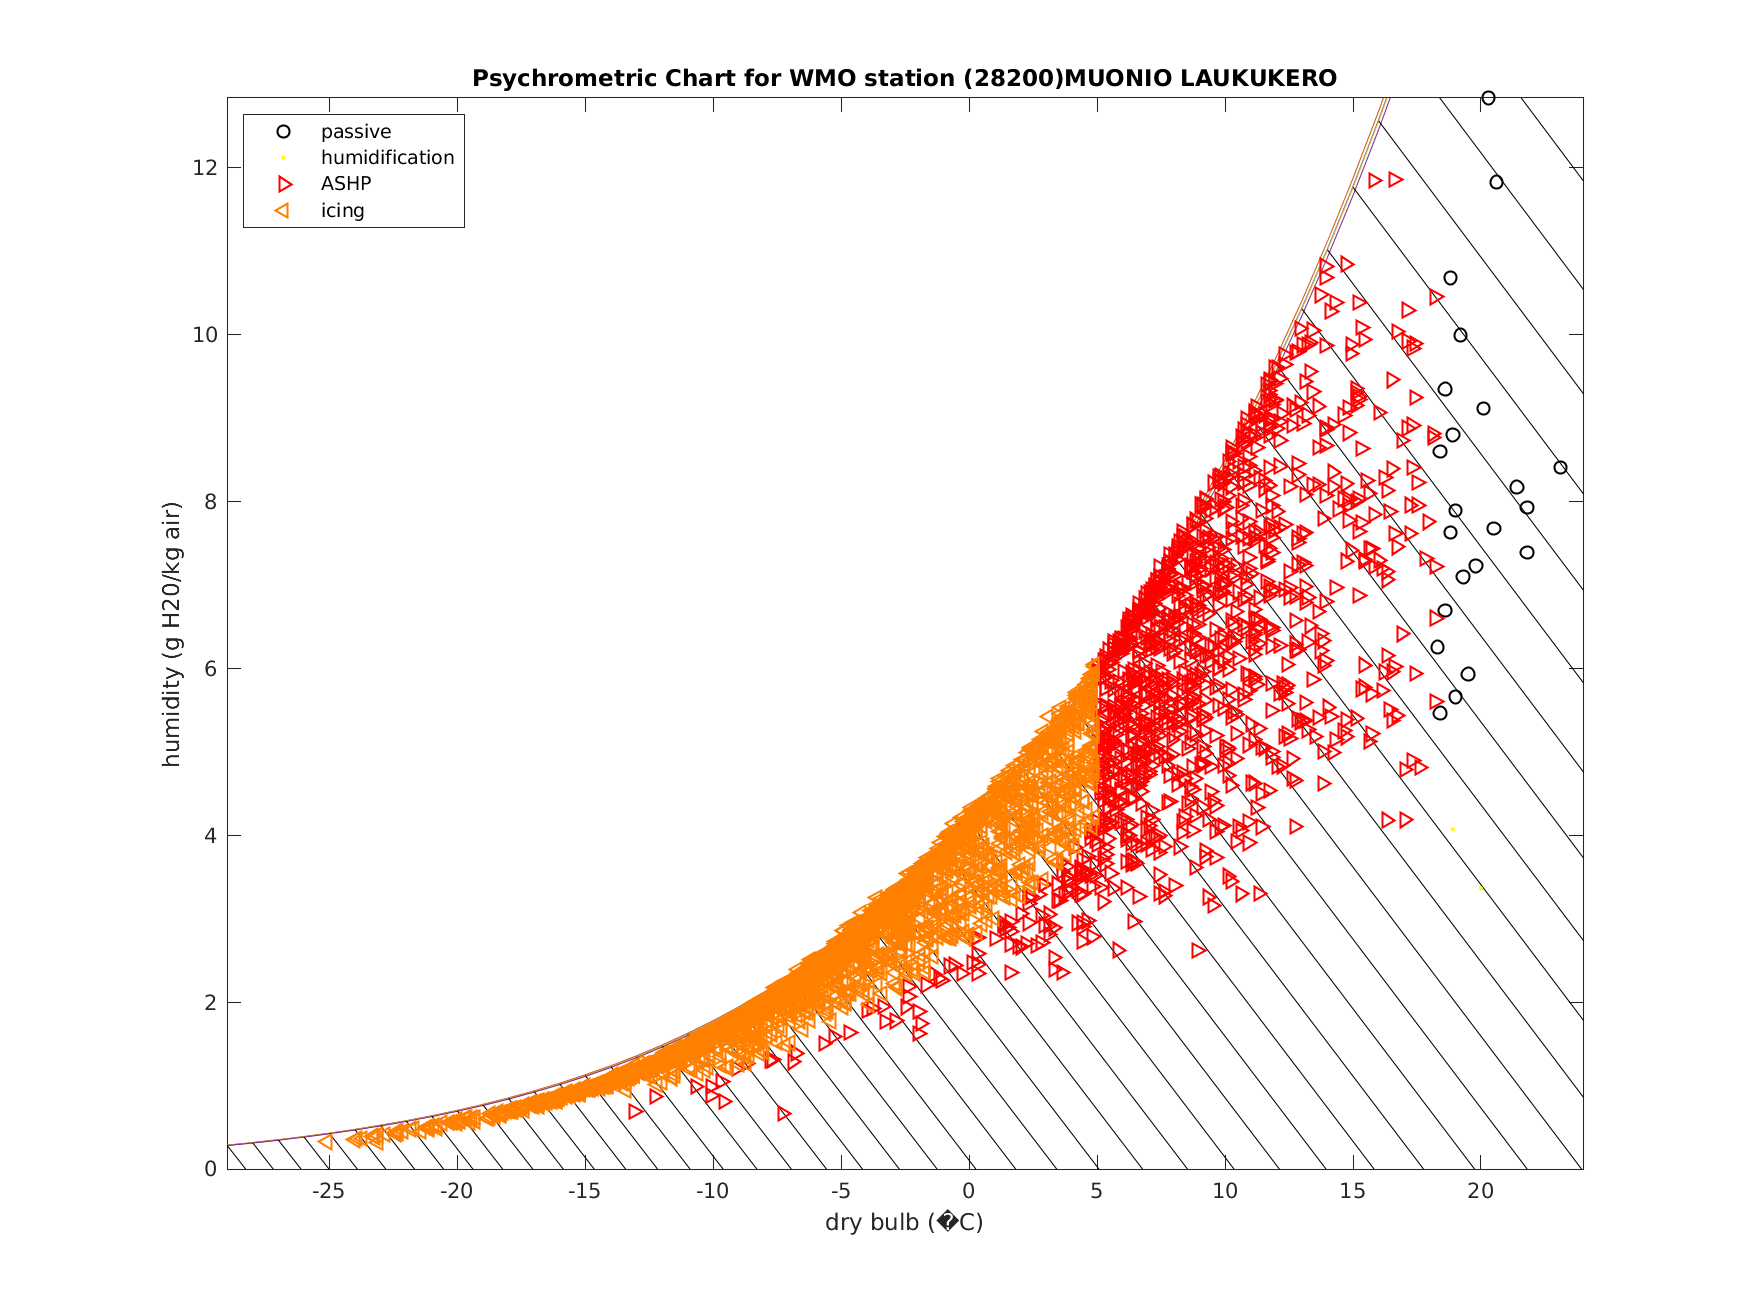 Psychrometric Chart for WMO station (28200)MUONIO LAUKUKERO
passive
humidification
ASHP
icing
12
10
8
6
4
2
0
humidity (g H20/kg air)
-25 -20 -15 -10 -5 0 5 10 15 20
dry bulb (�C)